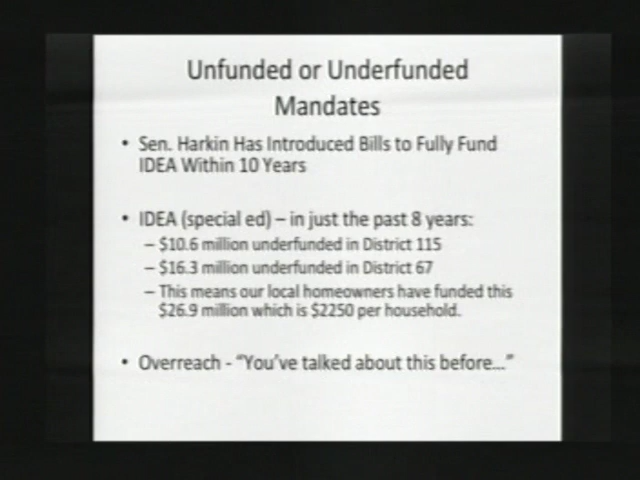 Unfunded or Underfunded
Mandates
• Sen. Harkin Has Introduced Bills to Fully Fund
IDEA Within 10 Years
• IDEA (special ed) – in just the past 8 years:
– $10.6 million underfunded in District 115
– $16.3 million underfunded in District 67
– This means our local homeowners have funded this
$26.9 million which is $2250 per household.
• Overreach - "You've talked about this before..."